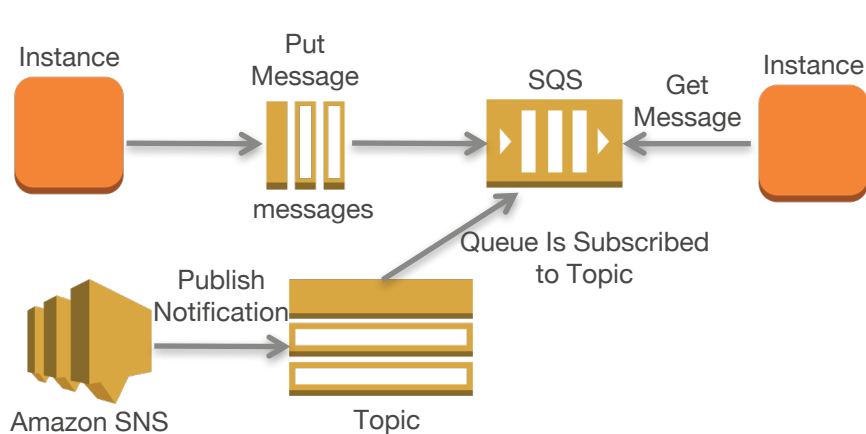 Instance
Put
Message
SQS
Get
Message
Instance
messages
Queue Is Subscribed
to Topic
Publish
Notification
Amazon SNS
Topic